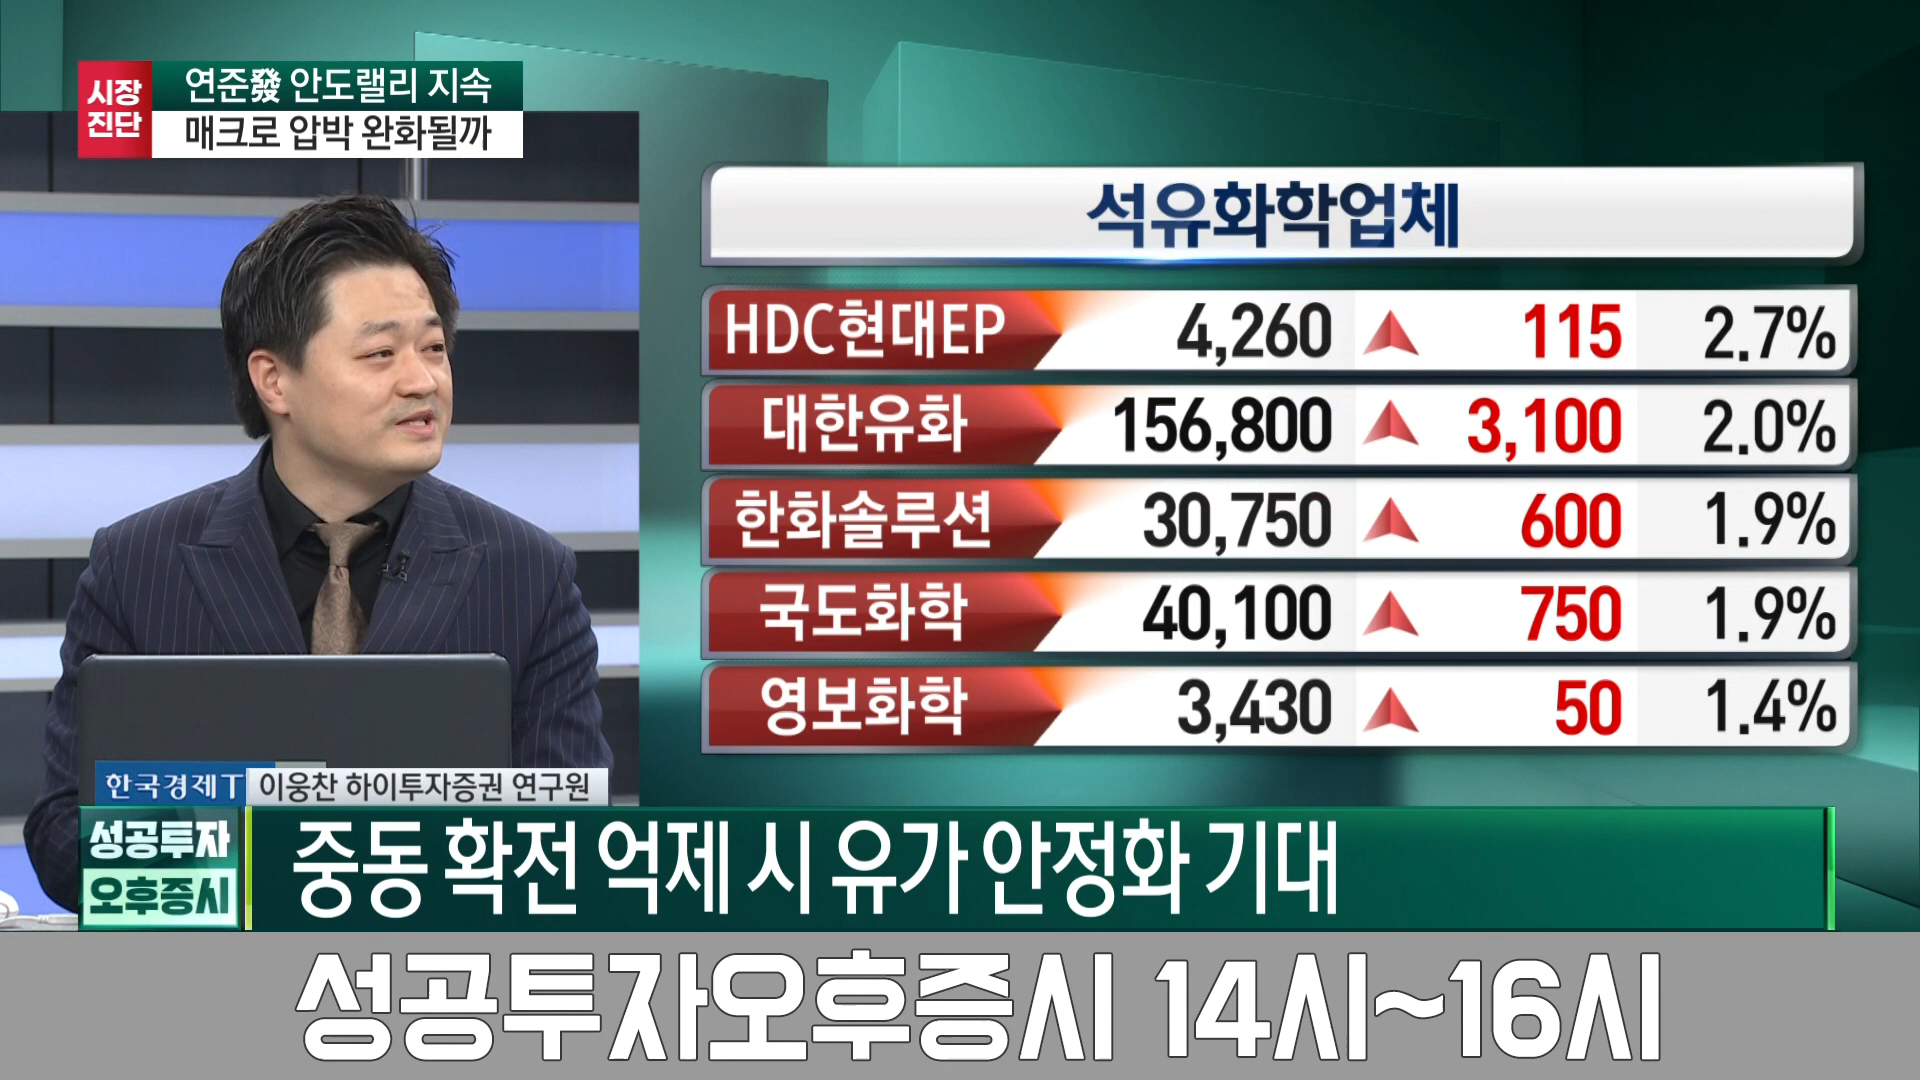 시장
진단
연준發 안도랠리 지속
매크로 압박 완화될까
석유화학업체
HDC현대EP 4,260 ▲ 115 2.7%
대한유화 156,800 ▲ 3,100 2.0%
한화솔루션 30,750 ▲ 600 1.9%
국도화학 40,100 ▲ 750 1.9%
영보화학 3,430 ▲ 50 1.4%
한국경제T
이웅찬 하이투자증권 연구원
성공투자
오후증시
중동 확전 억제 시 유가 안정화 기대
성공투자오후증시 14시~16시